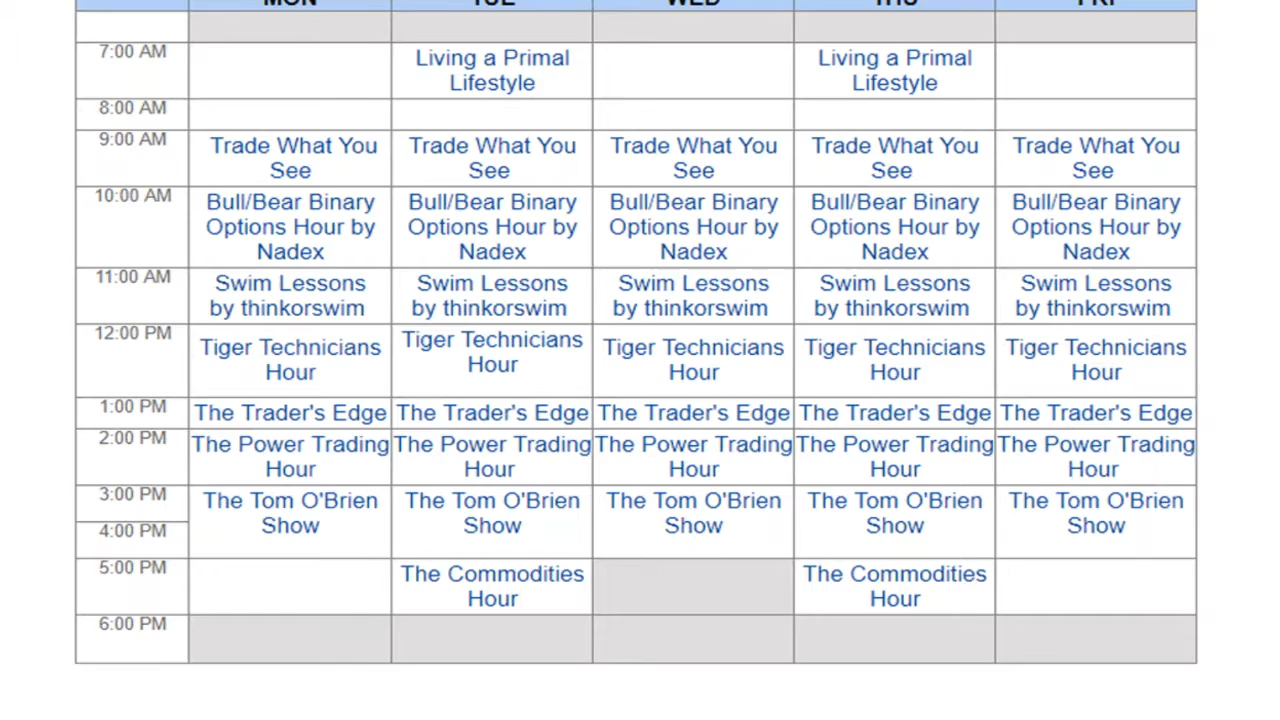 MON TUE WED THU FRI
7:00 AM
Living a Primal Lifestyle
Living a Primal Lifestyle
8:00 AM
9:00 AM
Trade What You See
Trade What You See
Trade What You See
Trade What You See
Trade What You See
10:00 AM
Bull/Bear Binary Options Hour by Nadex
Bull/Bear Binary Options Hour by Nadex
Bull/Bear Binary Options Hour by Nadex
Bull/Bear Binary Options Hour by Nadex
Bull/Bear Binary Options Hour by Nadex
11:00 AM
Swim Lessons by thinkorswim
Swim Lessons by thinkorswim
Swim Lessons by thinkorswim
Swim Lessons by thinkorswim
Swim Lessons by thinkorswim
12:00 PM
Tiger Technicians Hour
Tiger Technicians Hour
Tiger Technicians Hour
Tiger Technicians Hour
Tiger Technicians Hour
1:00 PM
The Trader's Edge
The Trader's Edge
The Trader's Edge
The Trader's Edge
The Trader's Edge
2:00 PM
The Power Trading Hour
The Power Trading Hour
The Power Trading Hour
The Power Trading Hour
The Power Trading Hour
3:00 PM
The Tom O'Brien Show
The Tom O'Brien Show
The Tom O'Brien Show
The Tom O'Brien Show
The Tom O'Brien Show
4:00 PM
5:00 PM
The Commodities Hour
The Commodities Hour
6:00 PM